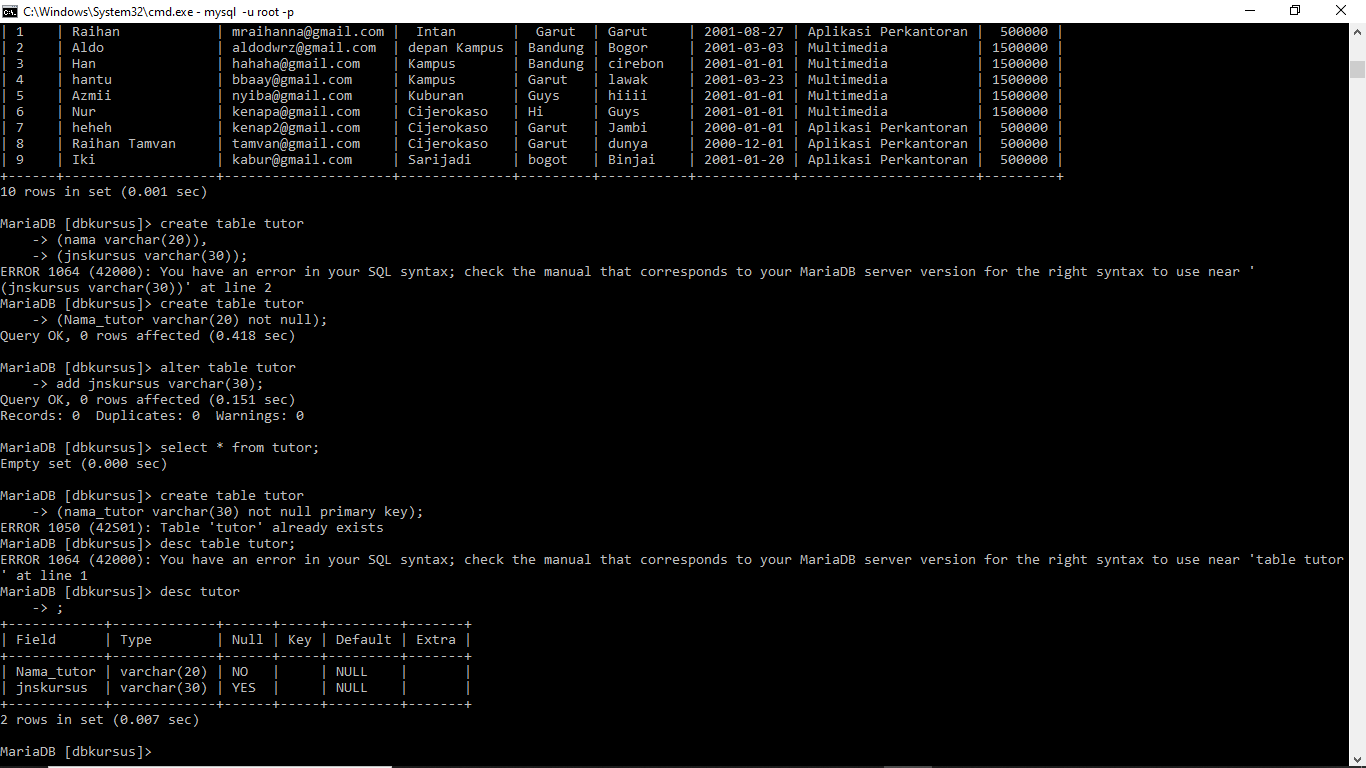 C:\Windows\System32\cmd.exe - mysql  -u root -p
| 1    | Raihan            | mraihanna@gmail.com |  Intan       |  Garut  | Garut     | 2001-08-27 | Aplikasi Perkantoran |  500000 |
| 2    | Aldo              | aldodwrz@gmail.com  | depan Kampus | Bandung | Bogor     | 2001-03-03 | Multimedia           | 1500000 |
| 3    | Han               | hahaha@gmail.com    | Kampus       | Bandung | cirebon   | 2001-01-01 | Multimedia           | 1500000 |
| 4    | hantu             | bbaay@gmail.com     | Kampus       | Garut   | lawak     | 2001-03-23 | Multimedia           | 1500000 |
| 5    | Azmii             | nyiba@gmail.com     | Kuburan      | Guys    | hiiii     | 2001-01-01 | Multimedia           | 1500000 |
| 6    | Nur               | kenapa@gmail.com    | Cijerokaso   | Hi      | Guys      | 2001-01-01 | Multimedia           | 1500000 |
| 7    | heheh             | kenap2@gmail.com    | Cijerokaso   | Garut   | Jambi     | 2000-01-01 | Aplikasi Perkantoran |  500000 |
| 8    | Raihan Tamvan     | tamvan@gmail.com    | Cijerokaso   | Garut   | dunya     | 2000-12-01 | Aplikasi Perkantoran |  500000 |
| 9    | Iki               | kabur@gmail.com     | Sarijadi     | bogot   | Binjai    | 2001-01-20 | Aplikasi Perkantoran |  500000 |
+------+-------------------+---------------------+--------------+---------+-----------+------------+----------------------+---------+
10 rows in set (0.001 sec)
MariaDB [dbkursus]> create table tutor
    -> (nama varchar(20)),
    -> (jnskursus varchar(30));
ERROR 1064 (42000): You have an error in your SQL syntax; check the manual that corresponds to your MariaDB server version for the right syntax to use near '
(jnskursus varchar(30))' at line 2
MariaDB [dbkursus]> create table tutor
    -> (Nama_tutor varchar(20) not null);
Query OK, 0 rows affected (0.418 sec)
MariaDB [dbkursus]> alter table tutor
    -> add jnskursus varchar(30);
Query OK, 0 rows affected (0.151 sec)
Records: 0  Duplicates: 0  Warnings: 0
MariaDB [dbkursus]> select * from tutor;
Empty set (0.000 sec)
MariaDB [dbkursus]> create table tutor
    -> (nama_tutor varchar(30) not null primary key);
ERROR 1050 (42S01): Table 'tutor' already exists
MariaDB [dbkursus]> desc table tutor;
ERROR 1064 (42000): You have an error in your SQL syntax; check the manual that corresponds to your MariaDB server version for the right syntax to use near 'table tutor
' at line 1
MariaDB [dbkursus]> desc tutor
    -> ;
+------------+-------------+------+-----+---------+-------+
| Field      | Type        | Null | Key | Default | Extra |
+------------+-------------+------+-----+---------+-------+
| Nama_tutor | varchar(20) | NO   |     | NULL    |       |
| jnskursus  | varchar(30) | YES  |     | NULL    |       |
+------------+-------------+------+-----+---------+-------+
2 rows in set (0.007 sec)
MariaDB [dbkursus]>